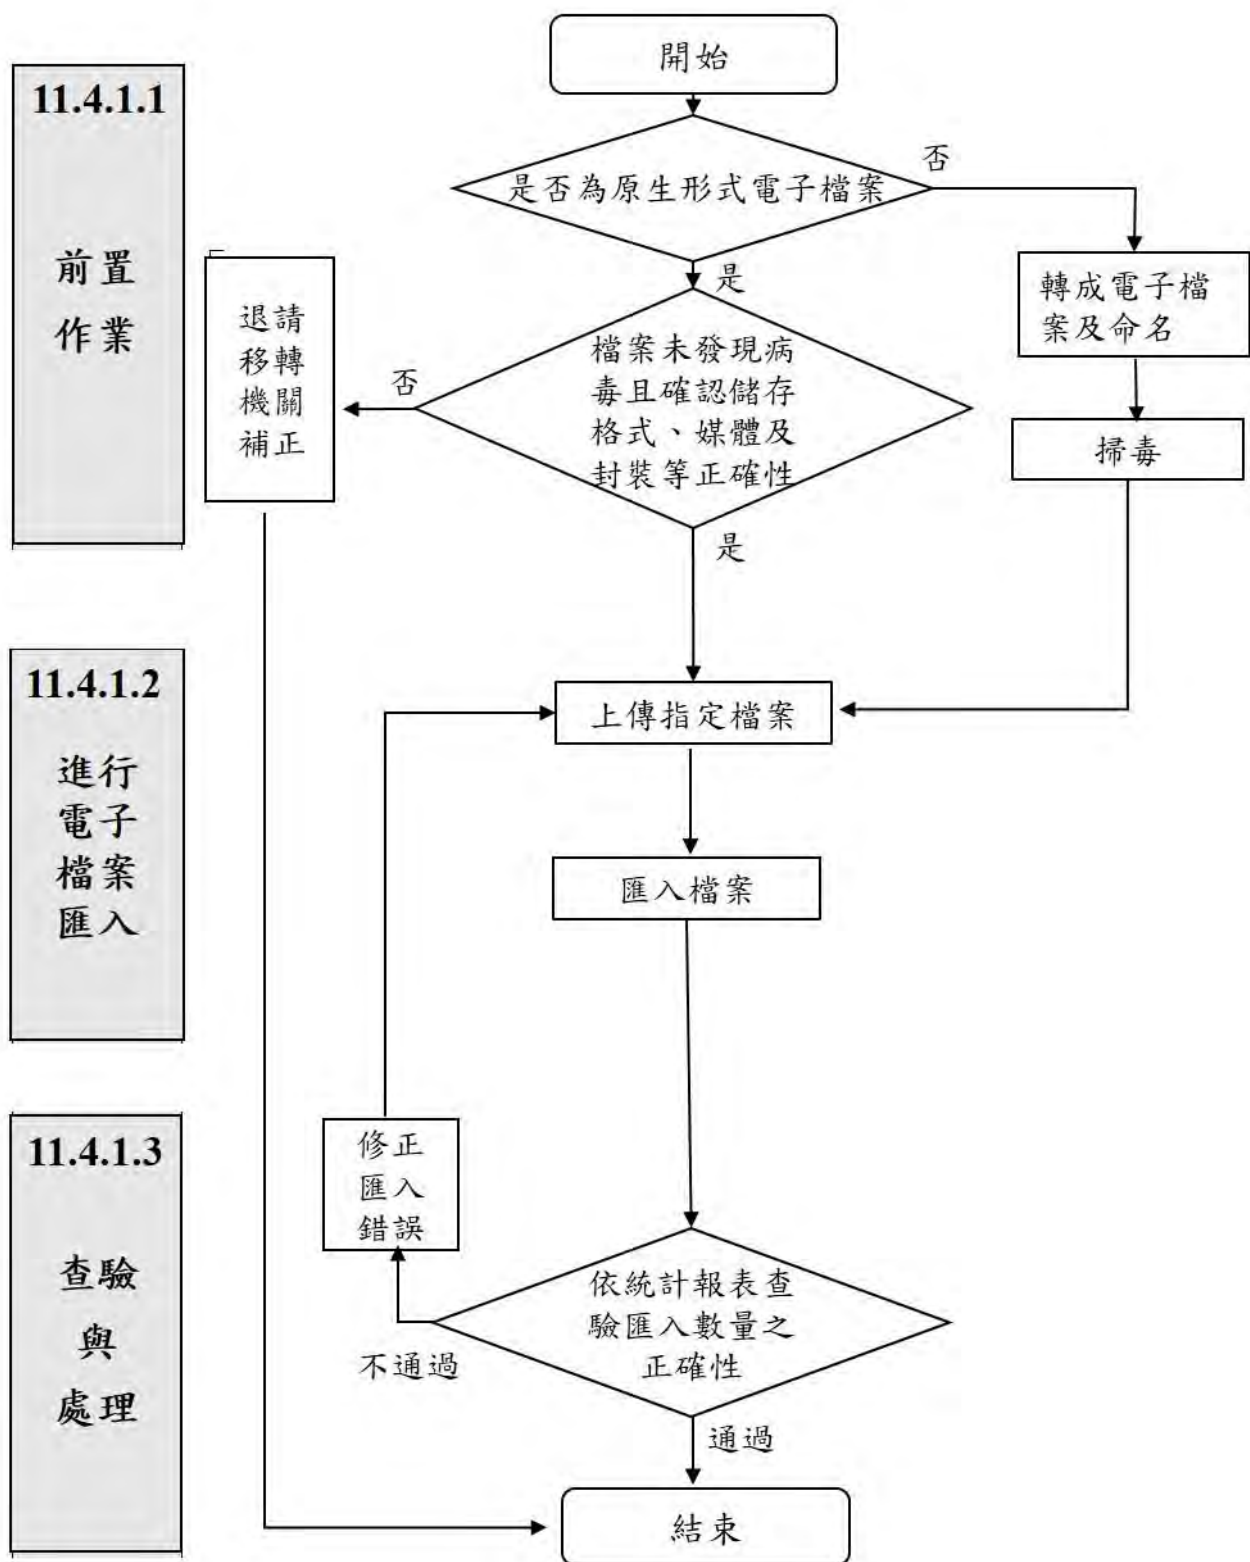 開始
11.4.1.1
前置
作業
是否為原生形式電子檔案
否
是
轉成電子檔
案及命名
掃毒
檔案未發現病
毒且確認儲存
格式、媒體及
封裝等正確性
否
退請
移轉
機關
補正
是
11.4.1.2
進行
電子
檔案
匯入
上傳指定檔案
匯入檔案
11.4.1.3
查驗
與
處理
修正
匯入
錯誤
依統計報表查
驗匯入數量之
正確性
不通過
通過
結束